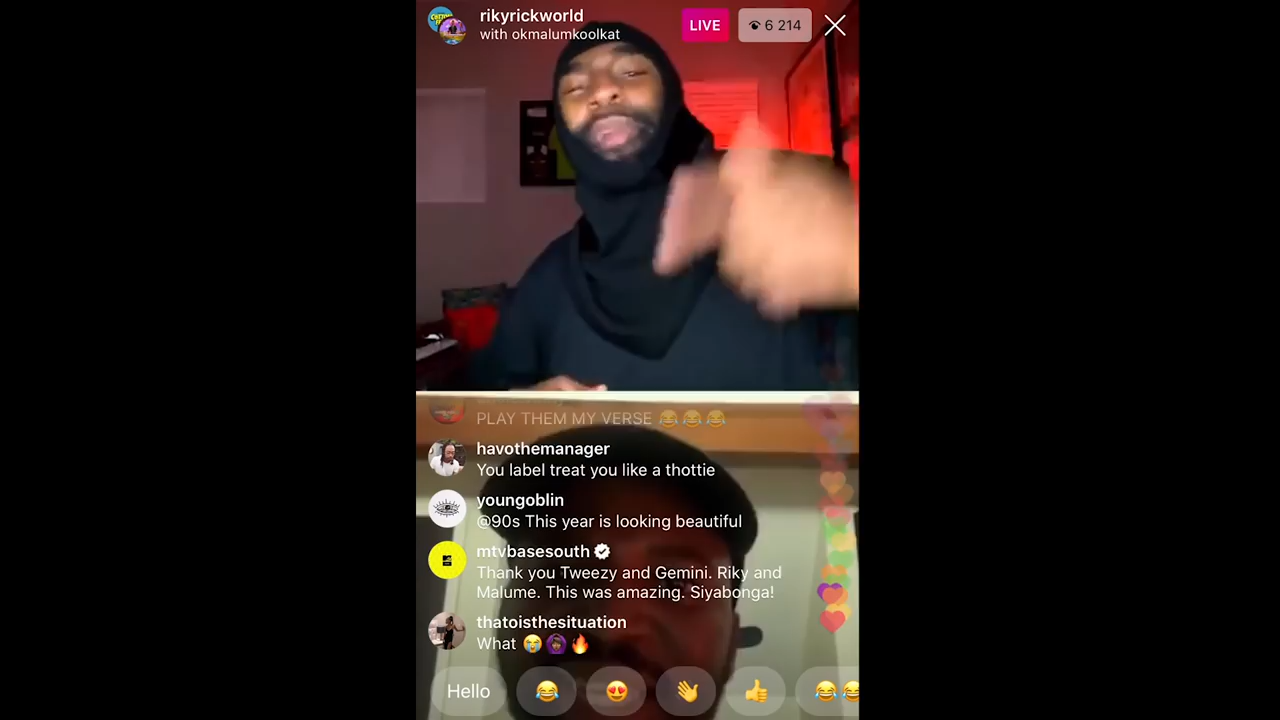 rikyrickworld
with okmalumkoolkat
LIVE
6 214
PLAY THEM MY VERSE 😂😂😂
havothemanager
You label treat you like a thottie
youngoblin
@90s This year is looking beautiful
mtvbasesouth
Thank you Tweezy and Gemini. Riky and
Malume. This was amazing. Siyabonga!
thatoisthesituation
What 😭🙆🏾‍♀️🔥
Hello